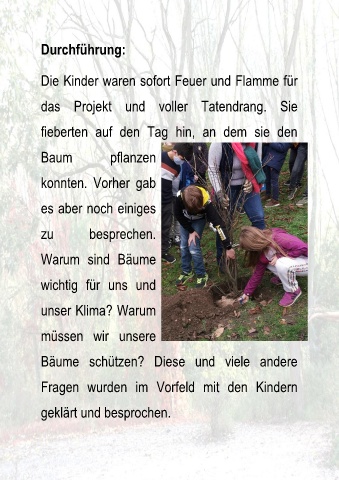 Durchführung:
Die Kinder waren sofort Feuer und Flamme für
das Projekt und voller Tatendrang. Sie
fieberten auf den Tag hin, an dem sie den
Baum pflanzen
konnten. Vorher gab
es aber noch einiges
zu besprechen.
Warum sind Bäume
wichtig für uns und
unser Klima? Warum
müssen wir unsere
Bäume schützen? Diese und viele andere
Fragen wurden im Vorfeld mit den Kindern
geklärt und besprochen.